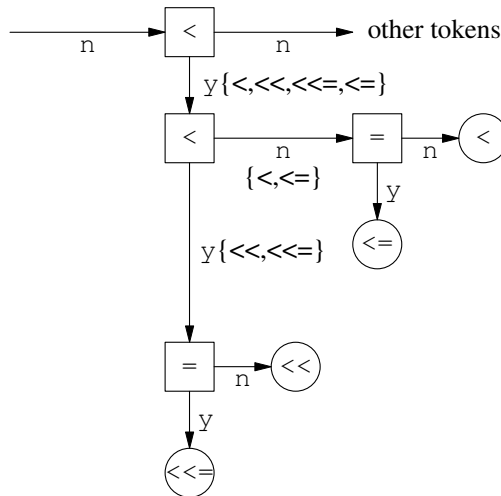 n < n other tokens
y{<,<<,<<=,<=}
< n = n <
{<,<=}
y
<=
y{<<,<<=}
= n <<
y
<<=